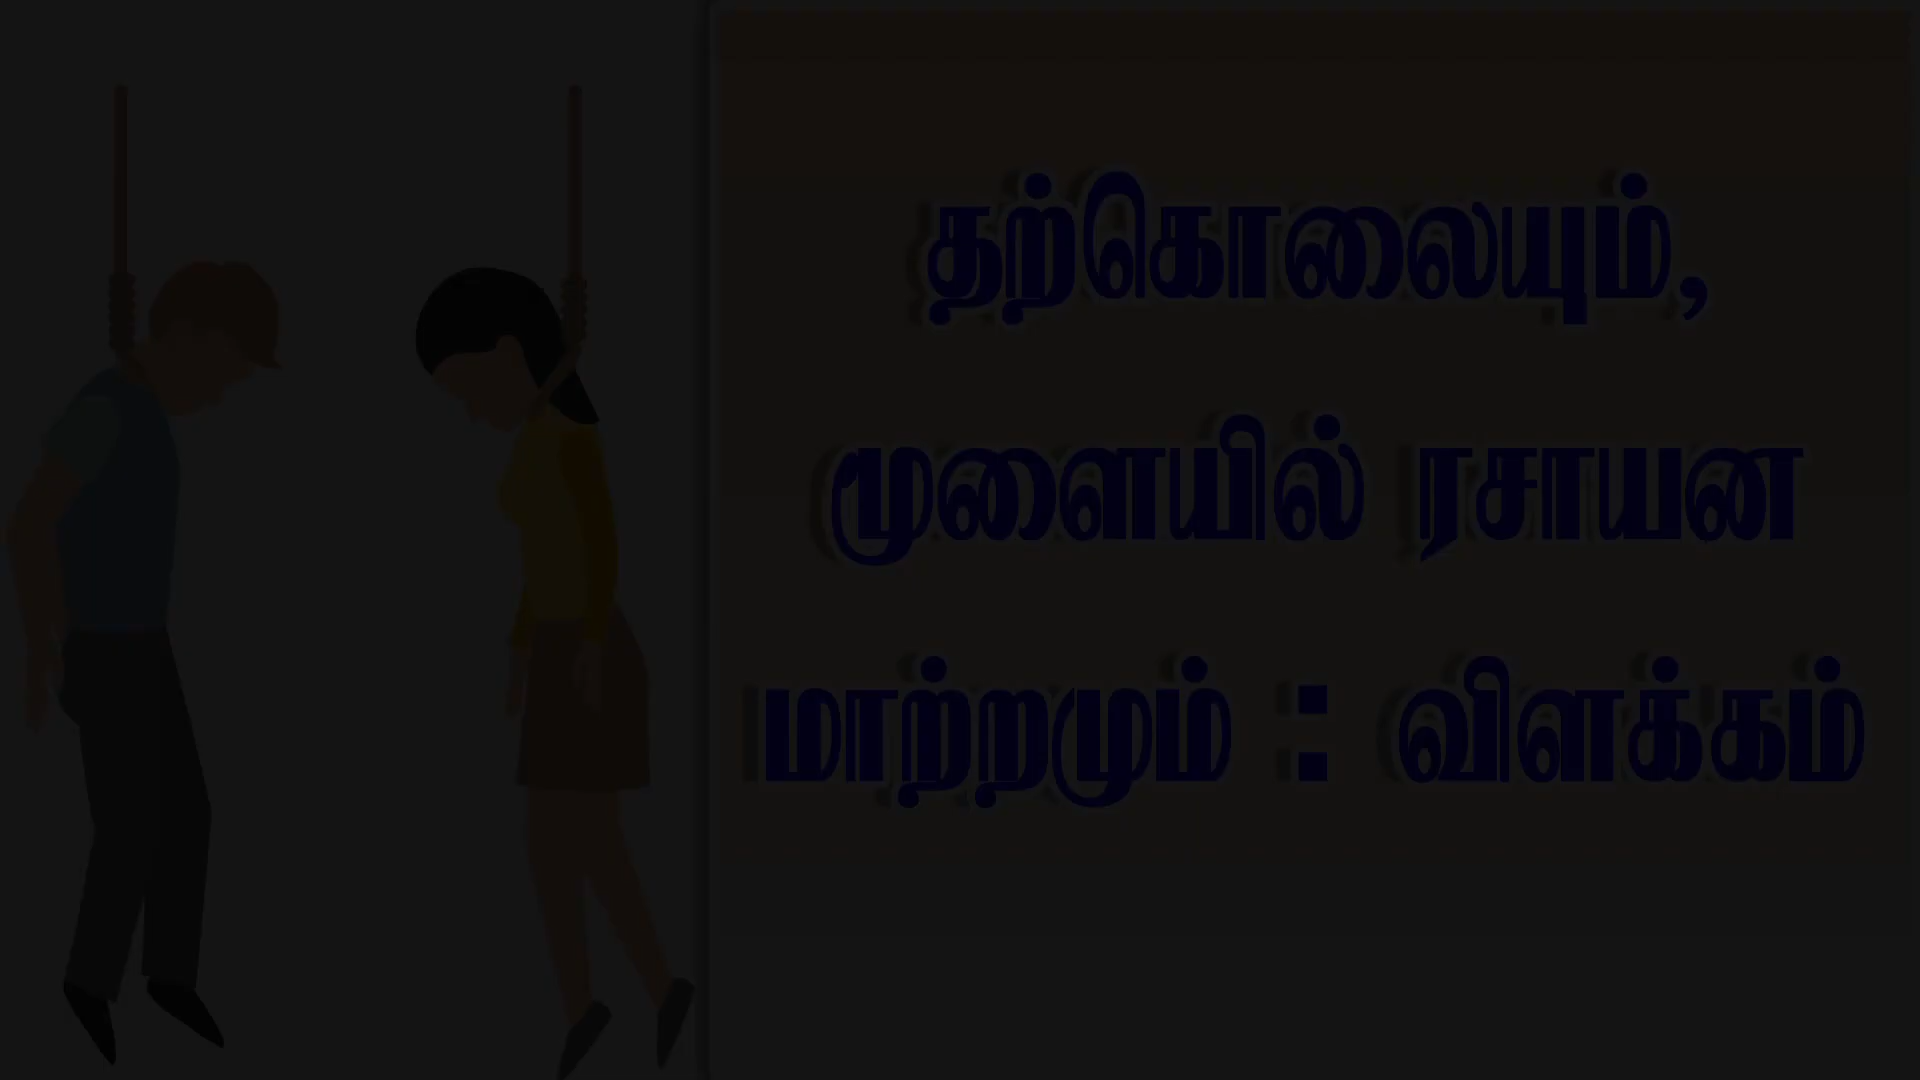 தற்கொலையும்,
மூளையில் ரசாயன
மாற்றமும் : விளக்கம்